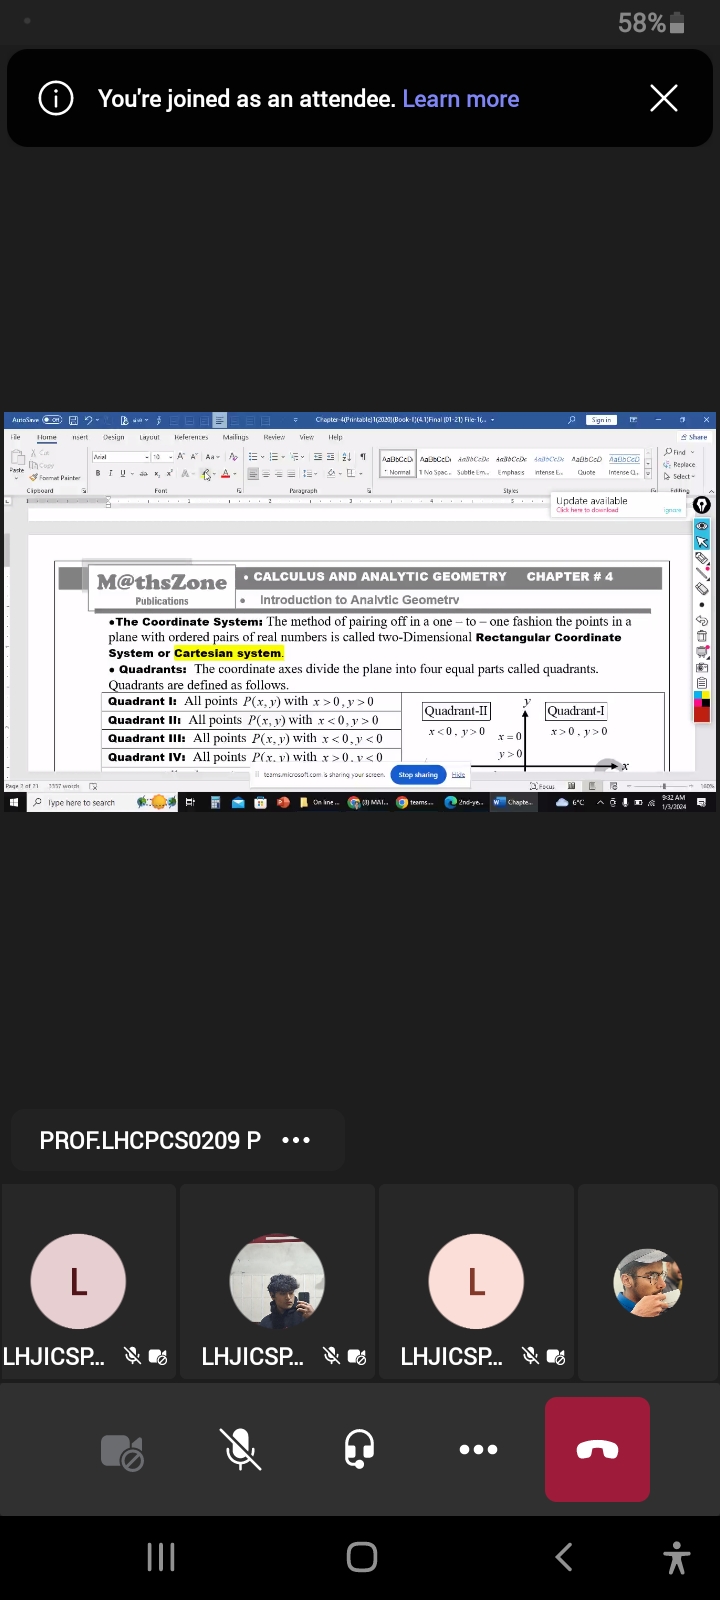 58%
You're joined as an attendee. Learn more
AutoSave Off
Chapter-4(Printable)1(2020)(Book-II)(4.1)Final (01-21) File-1(...
Sign in
File Home Insert Design Layout References Mailings Review View Help
Share
Paste Cut Copy Format Painter
Arial 10
AaBbCcDc AaBbCcDc AaBbCcDc AaBbCcDc AaBbCcDc AaBbCcD AaBbCcDc
Normal 1 No Spac... Subtle Em... Emphasis Intense E... Quote Intense Q...
Find
Replace
Select
Clipboard Font Paragraph Styles Editing
Update available
Click here to download ignore
M@thsZone
Publications
• CALCULUS AND ANALYTIC GEOMETRY CHAPTER # 4
• Introduction to Analytic Geometry
•The Coordinate System: The method of pairing off in a one – to – one fashion the points in a
plane with ordered pairs of real numbers is called two-Dimensional Rectangular Coordinate
System or Cartesian system.
• Quadrants: The coordinate axes divide the plane into four equal parts called quadrants.
Quadrants are defined as follows.
Quadrant I: All points P(x, y) with x > 0, y > 0
Quadrant II: All points P(x, y) with x < 0, y > 0
Quadrant III: All points P(x, y) with x < 0, y < 0
Quadrant IV: All points P(x, y) with x > 0, y < 0
y
Quadrant-II Quadrant-I
x < 0 , y > 0 x = 0 x > 0 , y > 0
y > 0
x
teams.microsoft.com is sharing your screen. Stop sharing Hide
Page 2 of 21 3337 words
Focus
160%
Type here to search
On line ... (3) MAT... teams... 2nd-ye... Chapte...
6°C
9:32 AM
1/3/2024
PROF.LHCPCS0209 P
L
L
LHJICSP... LHJICSP... LHJICSP...